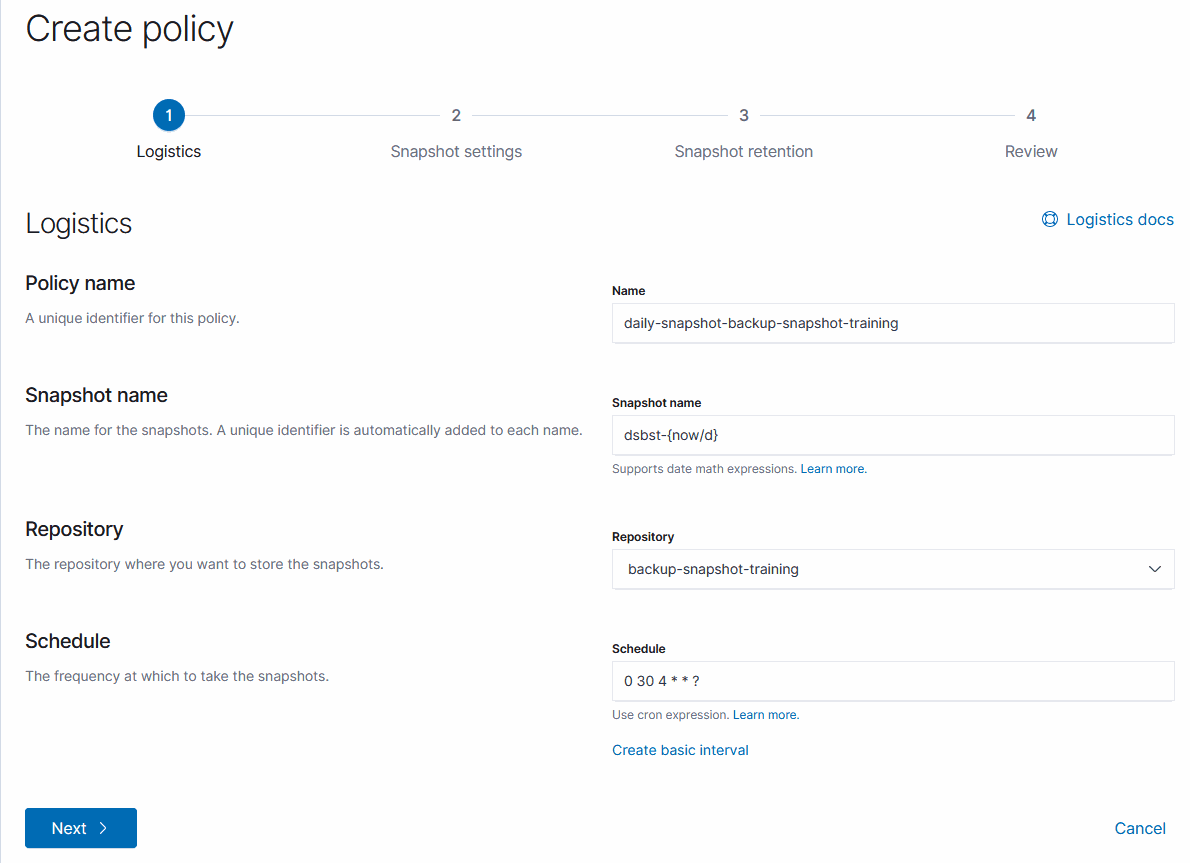 Create policy
1
2
3
4
Logistics
Snapshot settings
Snapshot retention
Review
Logistics
Logistics docs
Policy name
A unique identifier for this policy.
Name
daily-snapshot-backup-snapshot-training
Snapshot name
The name for the snapshots. A unique identifier is automatically added to each name.
Snapshot name
dsbst-{now/d}
Supports date math expressions. Learn more.
Repository
The repository where you want to store the snapshots.
Repository
backup-snapshot-training
Schedule
The frequency at which to take the snapshots.
Schedule
0 30 4 * * ?
Use cron expression. Learn more.
Create basic interval
Next
Cancel